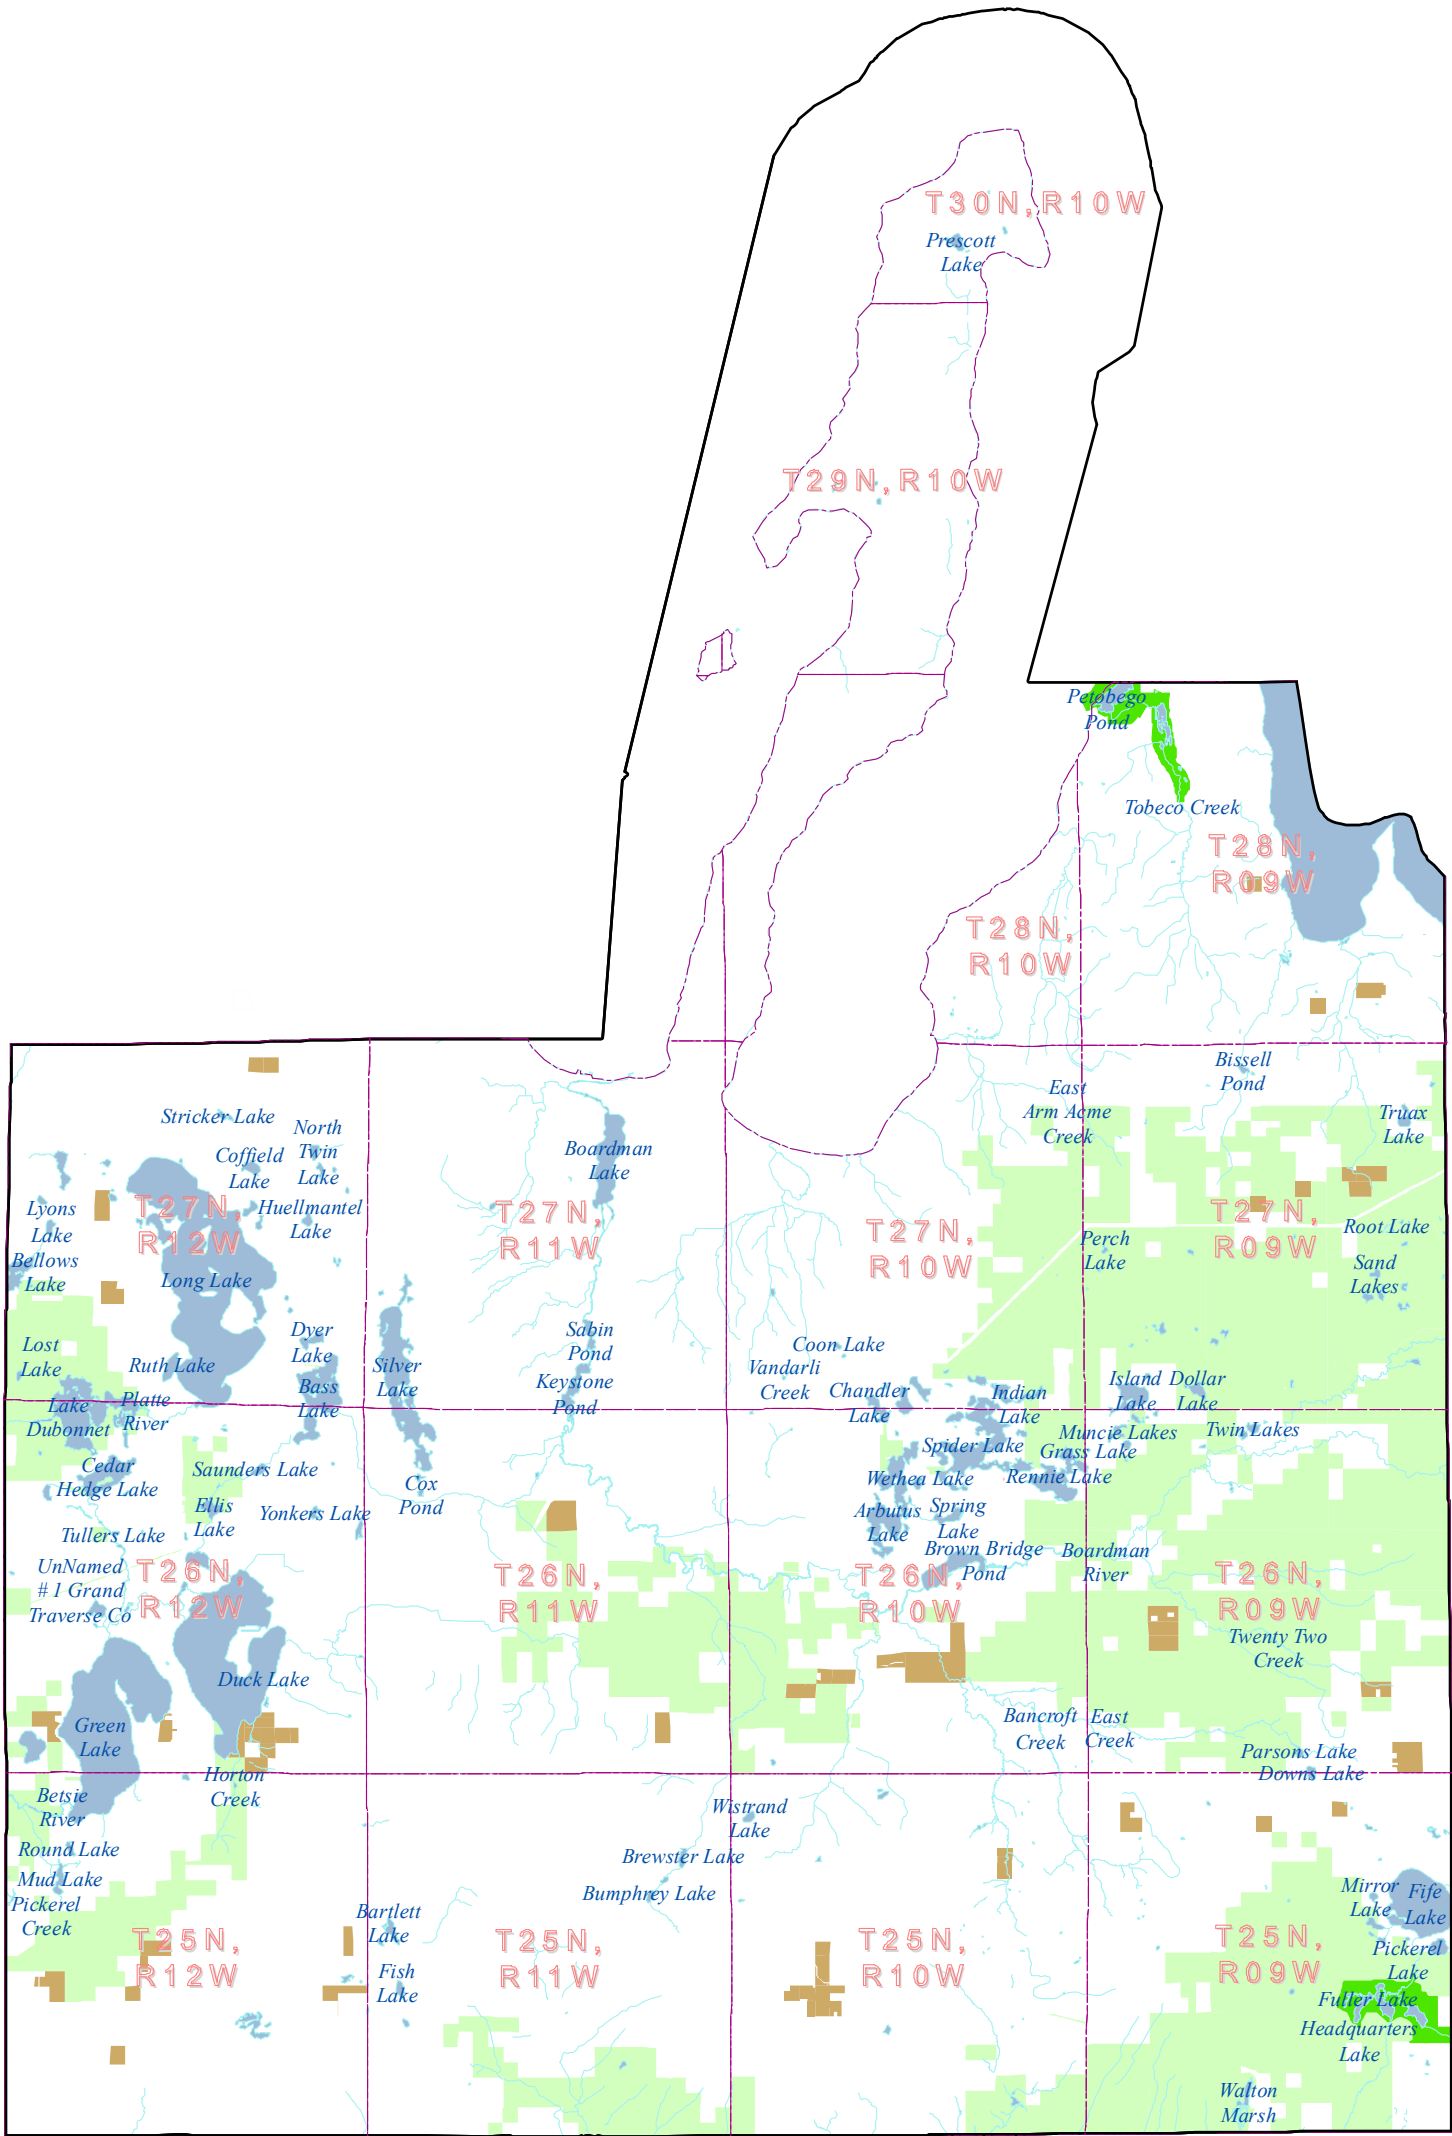 T30N,R10W
Prescott
Lake
T29N,R10W
Petobego
Pond
Tobeco Creek
T28N,
R09W
T28N,
R10W
Bissell
Pond
East
Arm Acme
Creek
Truax
Lake
Stricker Lake
North
Twin
Lake
Coffield
Lake
Boardman
Lake
Lyons
Lake
T27N,
R12W
Huellmantel
Lake
T27N,
R11W
T27N,
R10W
T27N,
R09W
Root Lake
Perch
Lake
Bellows
Lake
Long Lake
Sand
Lakes
Lost
Lake
Ruth Lake
Dyer
Lake
Silver
Lake
Sabin
Pond
Coon Lake
Vandarli
Creek
Keystone
Pond
Bass
Lake
Chandler
Lake
Indian
Lake
Island
Lake
Dollar
Lake
Lake
Dubonnet
Platte
River
Muncie Lakes
Twin Lakes
Spider Lake
Grass Lake
Cedar
Hedge Lake
Saunders Lake
Cox
Pond
Wethea Lake
Rennie Lake
Ellis
Lake
Yonkers Lake
Arbutus
Lake
Spring
Lake
Tullers Lake
Brown Bridge
Pond
Boardman
River
UnNamed
# 1 Grand
Traverse Co
T26N,
R12W
T26N,
R11W
T26N,
R10W
T26N,
R09W
Twenty Two
Creek
Duck Lake
Green
Lake
Bancroft
Creek
East
Creek
Parsons Lake
Downs Lake
Horton
Creek
Betsie
River
Wistrand
Lake
Round Lake
Brewster Lake
Mud Lake
Bumphrey Lake
Mirror
Lake
Fife
Lake
Pickerel
Creek
Bartlett
Lake
T25N,
R12W
T25N,
R11W
T25N,
R10W
T25N,
R09W
Pickerel
Lake
Fish
Lake
Fuller Lake
Headquarters
Lake
Walton
Marsh